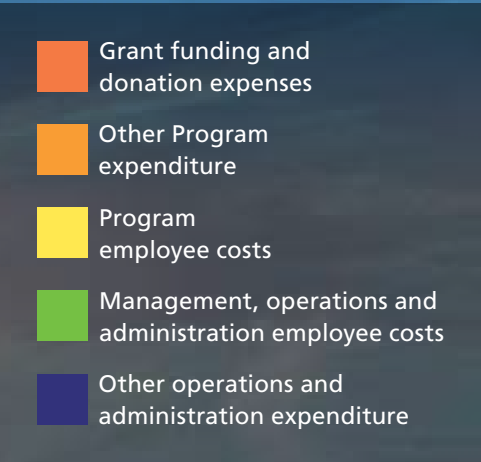 Grant funding and
donation expenses
Other Program
expenditure
Program
employee costs
Management, operations and
administration employee costs
Other operations and
administration expenditure